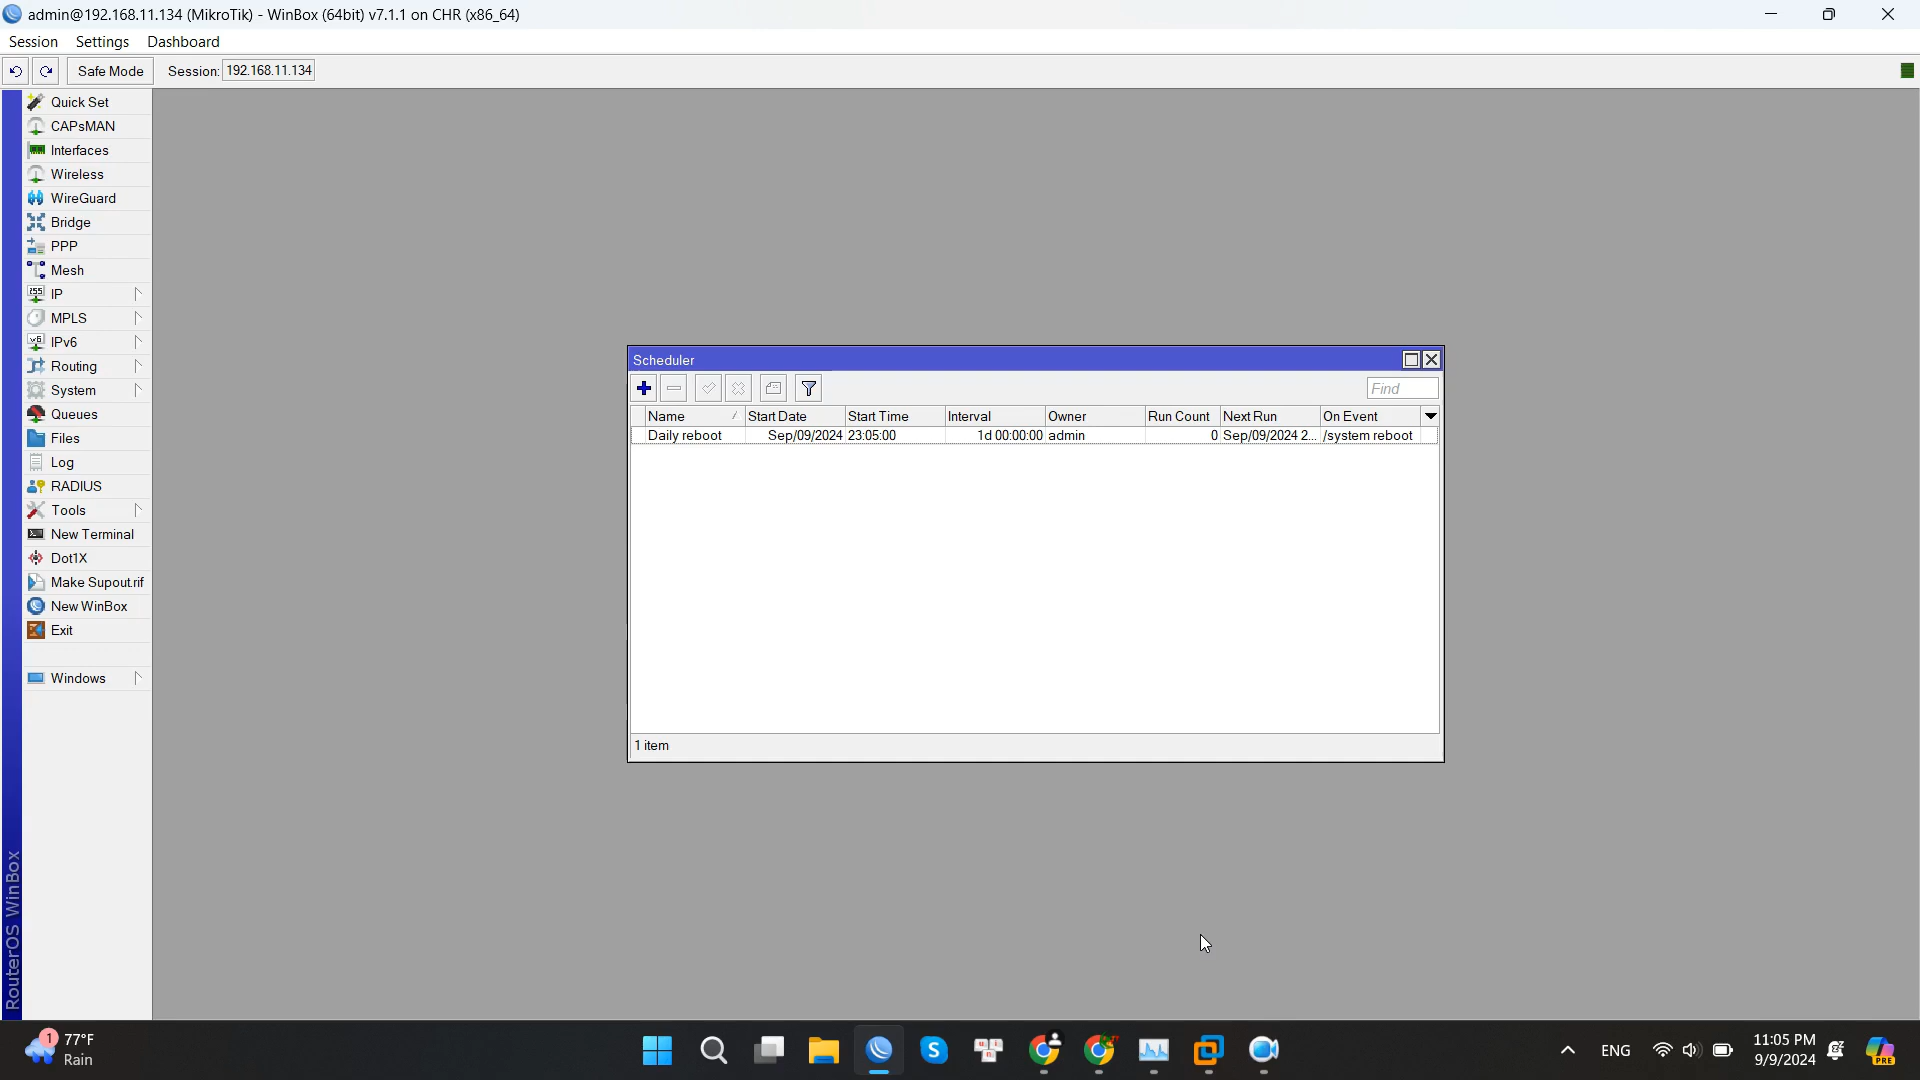 admin@192.168.11.134 (MikroTik) - WinBox (64bit) v7.1.1 on CHR (x86_64)
Session Settings Dashboard
Safe Mode Session: 192.168.11.134
Quick Set
CAPsMAN
Interfaces
Wireless
WireGuard
Bridge
PPP
Mesh
IP
MPLS
IPv6
Routing
System
Queues
Files
Log
RADIUS
Tools
New Terminal
Dot1X
Make Supout.rif
New WinBox
Exit
Windows
RouterOS WinBox
Scheduler
Find
Name Start Date Start Time Interval Owner Run Count Next Run On Event
Daily reboot Sep/09/2024 23:05:00 1d 00:00:00 admin 0 Sep/09/2024 2... /system reboot
1 item
1 77°F
Rain
ENG
11:05 PM
9/9/2024
PRE